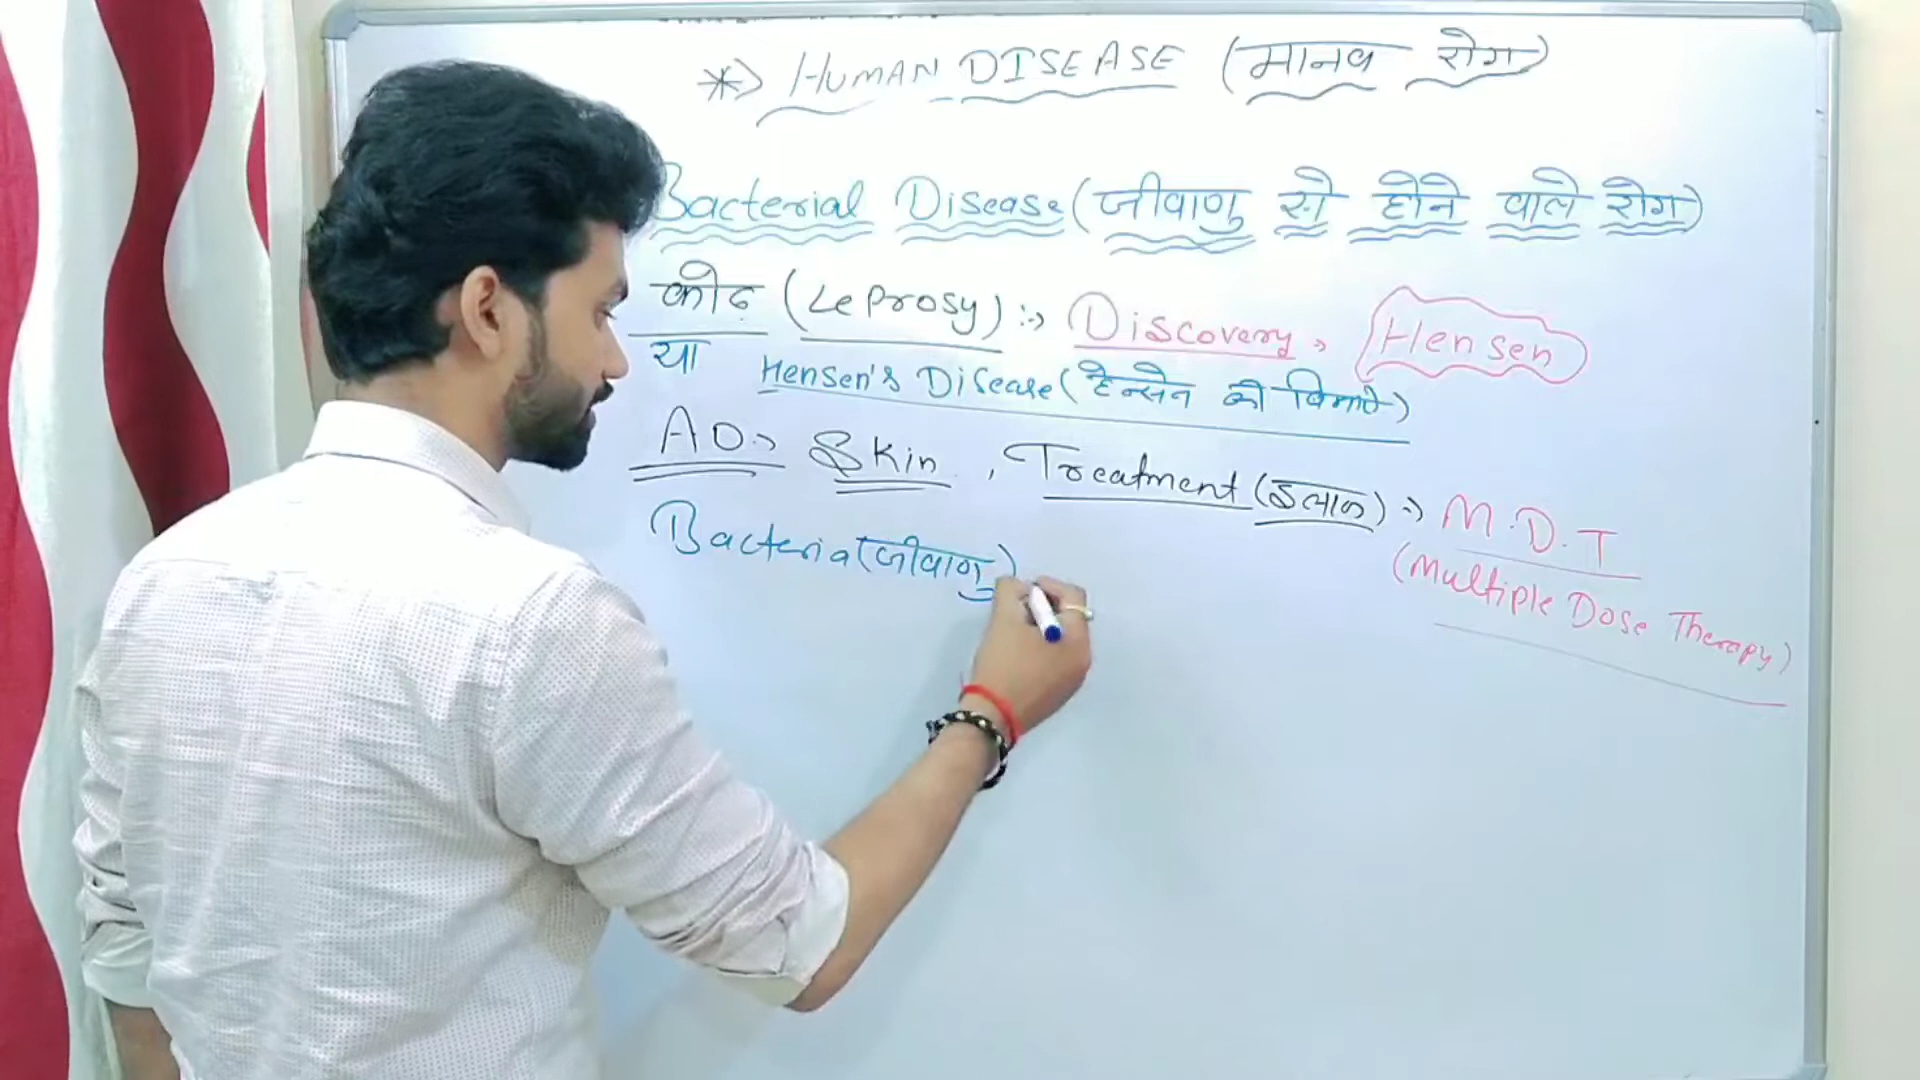 *> HUMAN DISEASE (मानव रोग)
Bacterial Disease (जीवाणु से होने वाले रोग)
कोढ़ (Leprosy) :-> Discovery > Hensen
या Hensen's Disease (हैन्सेन की बिमारी)
AO :-> Skin , Treatment (इलाज) :-> M.D.T
(Multiple Dose Therapy)
Bacteria (जीवाणु)